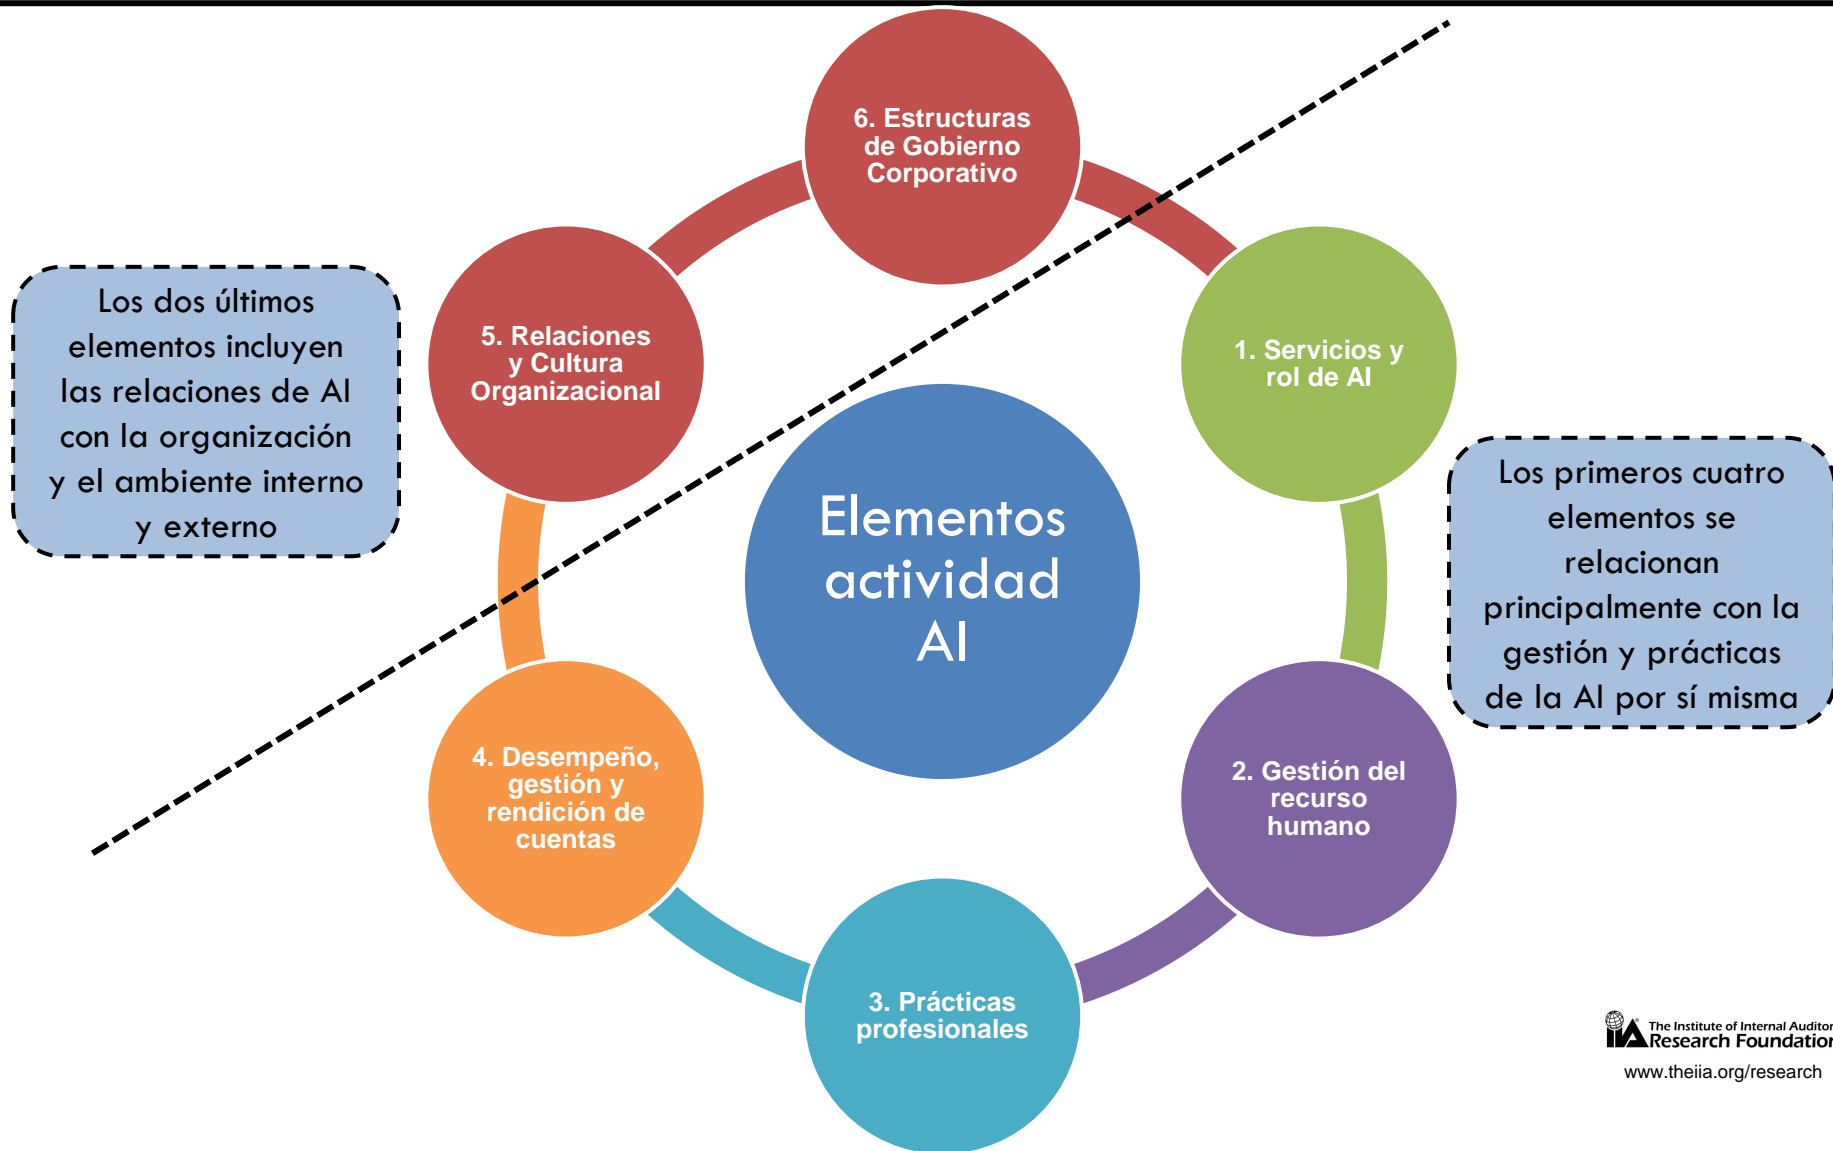 6. Estructuras
de Gobierno
Corporativo
5. Relaciones
y Cultura
Organizacional
1. Servicios y
rol de AI
Los dos últimos
elementos incluyen
las relaciones de AI
con la organización
y el ambiente interno
y externo
Elementos
actividad
AI
Los primeros cuatro
elementos se
relacionan
principalmente con la
gestión y prácticas
de la AI por sí misma
4. Desempeño,
gestión y
rendición de
cuentas
2. Gestión del
recurso
humano
3. Prácticas
profesionales
IIA
The Institute of Internal Auditor
Research Foundation
www.theiia.org/research